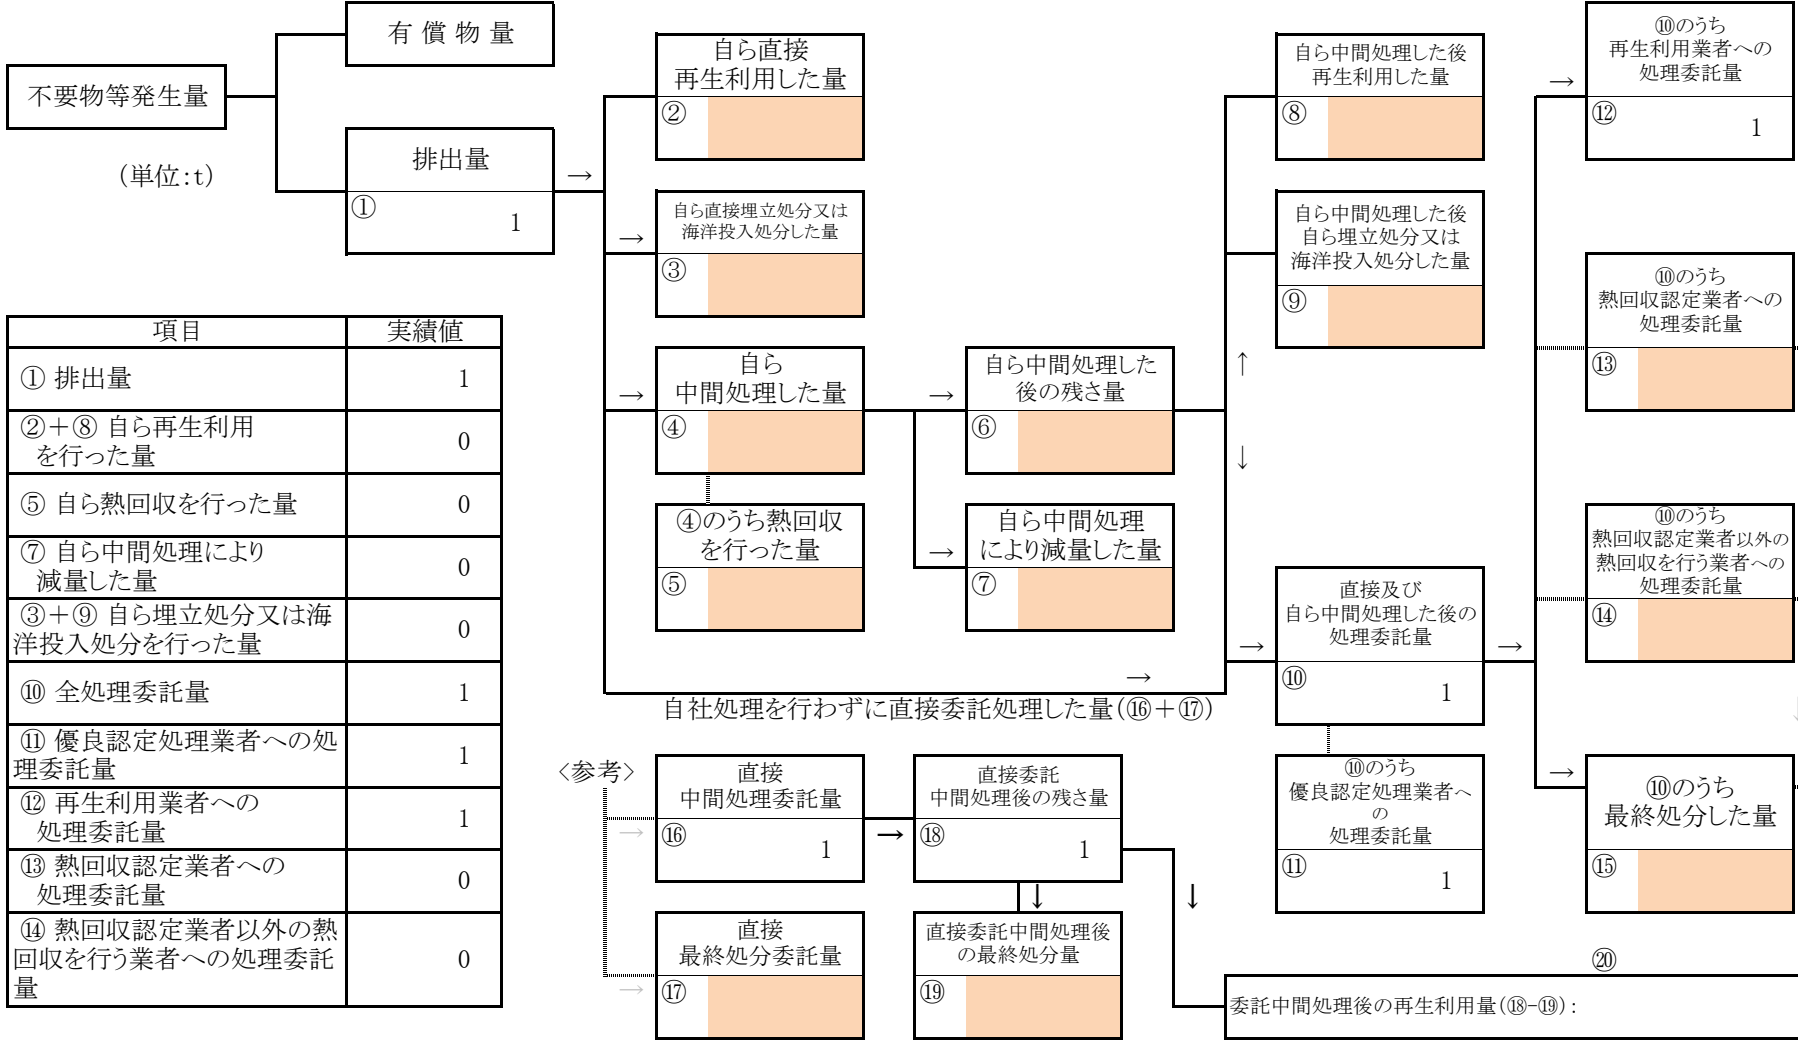 有償物量
不要物等発生量
(単位:t)
排出量
①
1
→
自ら直接
再生利用した量
②
→
自ら直接埋立処分又は
海洋投入処分した量
③
→
自ら
中間処理した量
④
④のうち熱回収
を行った量
⑤
→
自ら中間処理した
後の残さ量
⑥
→
自ら中間処理
により減量した量
⑦
↑
↓
自ら中間処理した後
再生利用した量
⑧
自ら中間処理した後
自ら埋立処分又は
海洋投入処分した量
⑨
→
自社処理を行わずに直接委託処理した量(⑯+⑰)
→
直接及び
自ら中間処理した後の
処理委託量
⑩
1
⑩のうち
優良認定処理業者へ
の
処理委託量
⑪
1
→
→
⑩のうち
再生利用業者への
処理委託量
⑫
1
⑩のうち
熱回収認定業者への
処理委託量
⑬
⑩のうち
熱回収認定業者以外の
熱回収を行う業者への
処理委託量
⑭
→
⑩のうち
最終処分した量
⑮
項目 実績値
① 排出量 1
②+⑧ 自ら再生利用
を行った量 0
⑤ 自ら熱回収を行った量 0
⑦ 自ら中間処理により
減量した量 0
③+⑨ 自ら埋立処分又は海
洋投入処分を行った量 0
⑩ 全処理委託量 1
⑪ 優良認定処理業者への処
理委託量 1
⑫ 再生利用業者への
処理委託量 1
⑬ 熱回収認定業者への
処理委託量 0
⑭ 熱回収認定業者以外の熱
回収を行う業者への処理委託
量 0
<参考>
→
直接
中間処理委託量
⑯
1
→
直接委託
中間処理後の残さ量
⑱
1
↓
↓
→
直接
最終処分委託量
⑰
直接委託中間処理後
の最終処分量
⑲
⑳
委託中間処理後の再生利用量(⑱-⑲):